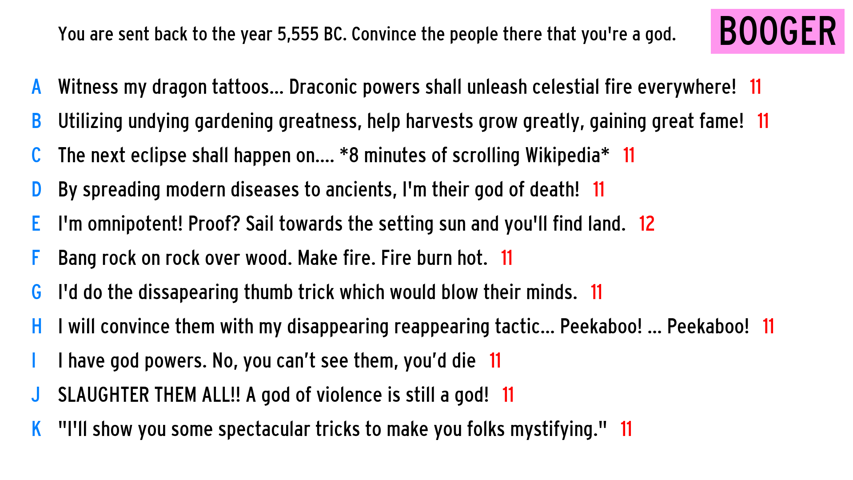 You are sent back to the year 5,555 BC. Convince the people there that you're a god.
BOOGER
A Witness my dragon tattoos... Draconic powers shall unleash celestial fire everywhere! 11
B Utilizing undying gardening greatness, help harvests grow greatly, gaining great fame! 11
C The next eclipse shall happen on.... *8 minutes of scrolling Wikipedia* 11
D By spreading modern diseases to ancients, I'm their god of death! 11
E I'm omnipotent! Proof? Sail towards the setting sun and you'll find land. 12
F Bang rock on rock over wood. Make fire. Fire burn hot. 11
G I'd do the dissapearing thumb trick which would blow their minds. 11
H I will convince them with my disappearing reappearing tactic... Peekaboo! ... Peekaboo! 11
I I have god powers. No, you can’t see them, you’d die 11
J SLAUGHTER THEM ALL!! A god of violence is still a god! 11
K "I'll show you some spectacular tricks to make you folks mystifying." 11